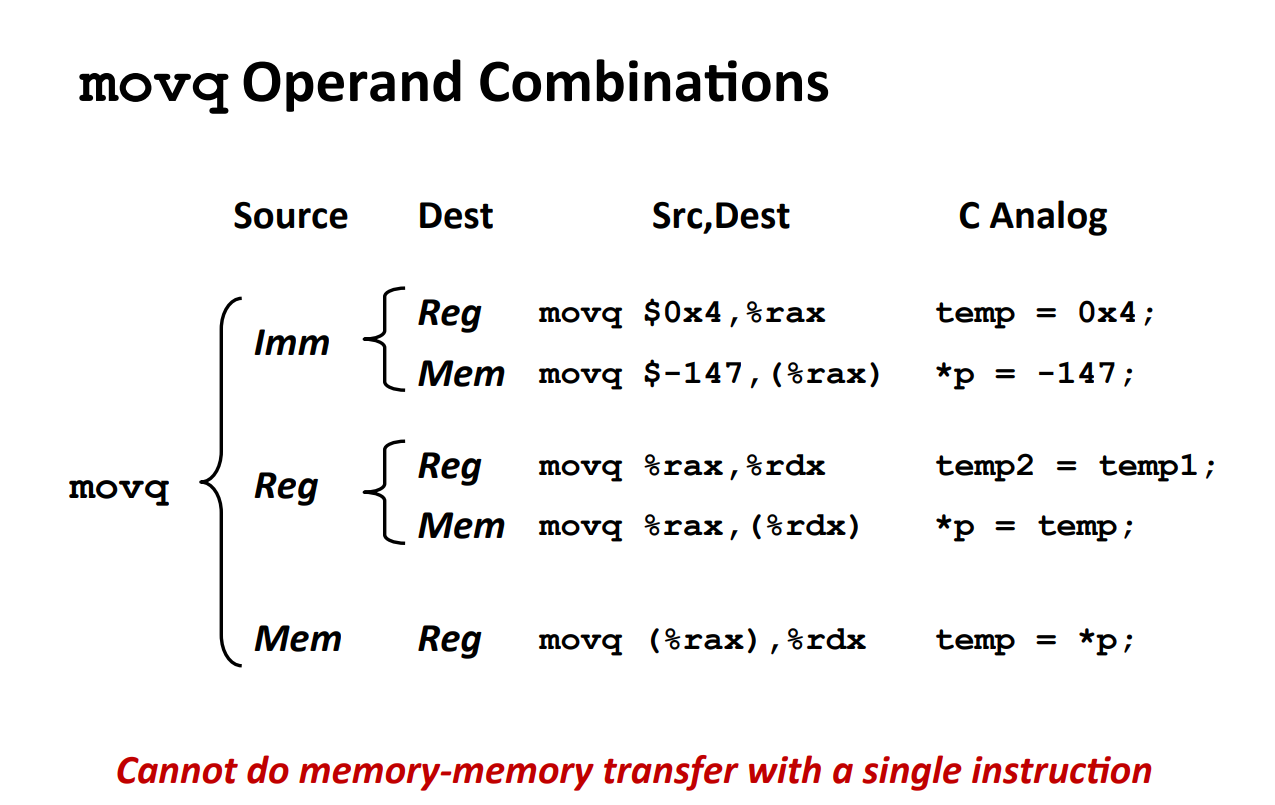 movq Operand Combinations
Source Dest Src,Dest C Analog
Imm
Reg movq $0x4,%rax temp = 0x4;
Mem movq $-147,(%rax) *p = -147;
movq
Reg
Reg movq %rax,%rdx temp2 = temp1;
Mem movq %rax,(%rdx) *p = temp;
Mem Reg movq (%rax),%rdx temp = *p;
Cannot do memory-memory transfer with a single instruction